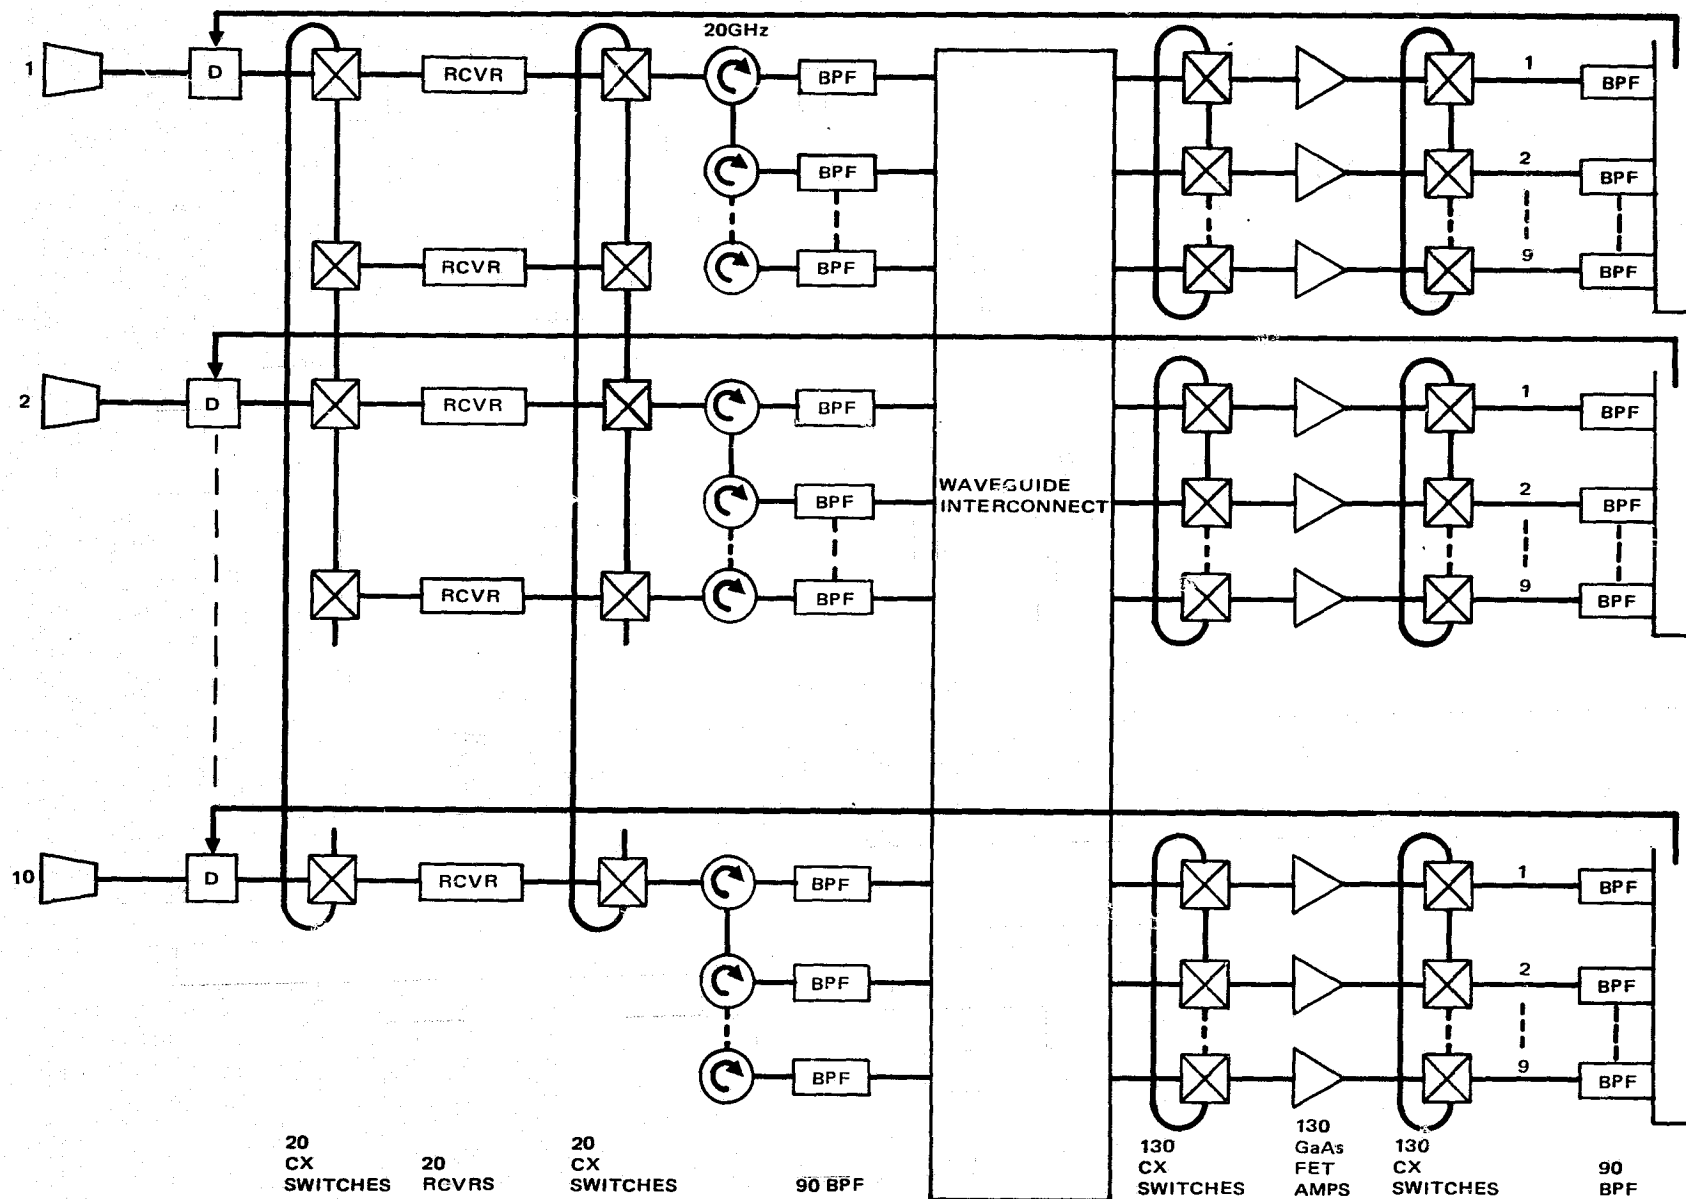 20GHz
1
D
RCVR
BPF
1
BPF
BPF
2
BPF
RCVR
BPF
9
BPF
2
D
RCVR
BPF
1
BPF
WAVEGUIDE
INTERCONNECT
BPF
2
BPF
RCVR
BPF
9
BPF
10
D
RCVR
BPF
1
BPF
BPF
2
BPF
BPF
9
BPF
20
CX
SWITCHES
20
RCVRS
20
CX
SWITCHES
90 BPF
130
CX
SWITCHES
130
GaAs
FET
AMPS
130
CX
SWITCHES
90
BPF